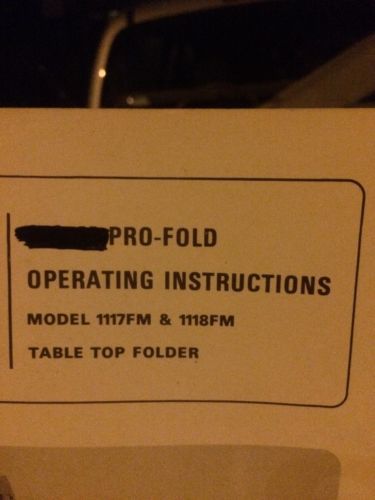 PRO-FOLD
OPERATING INSTRUCTIONS
MODEL 1117FM & 1118FM
TABLE TOP FOLDER